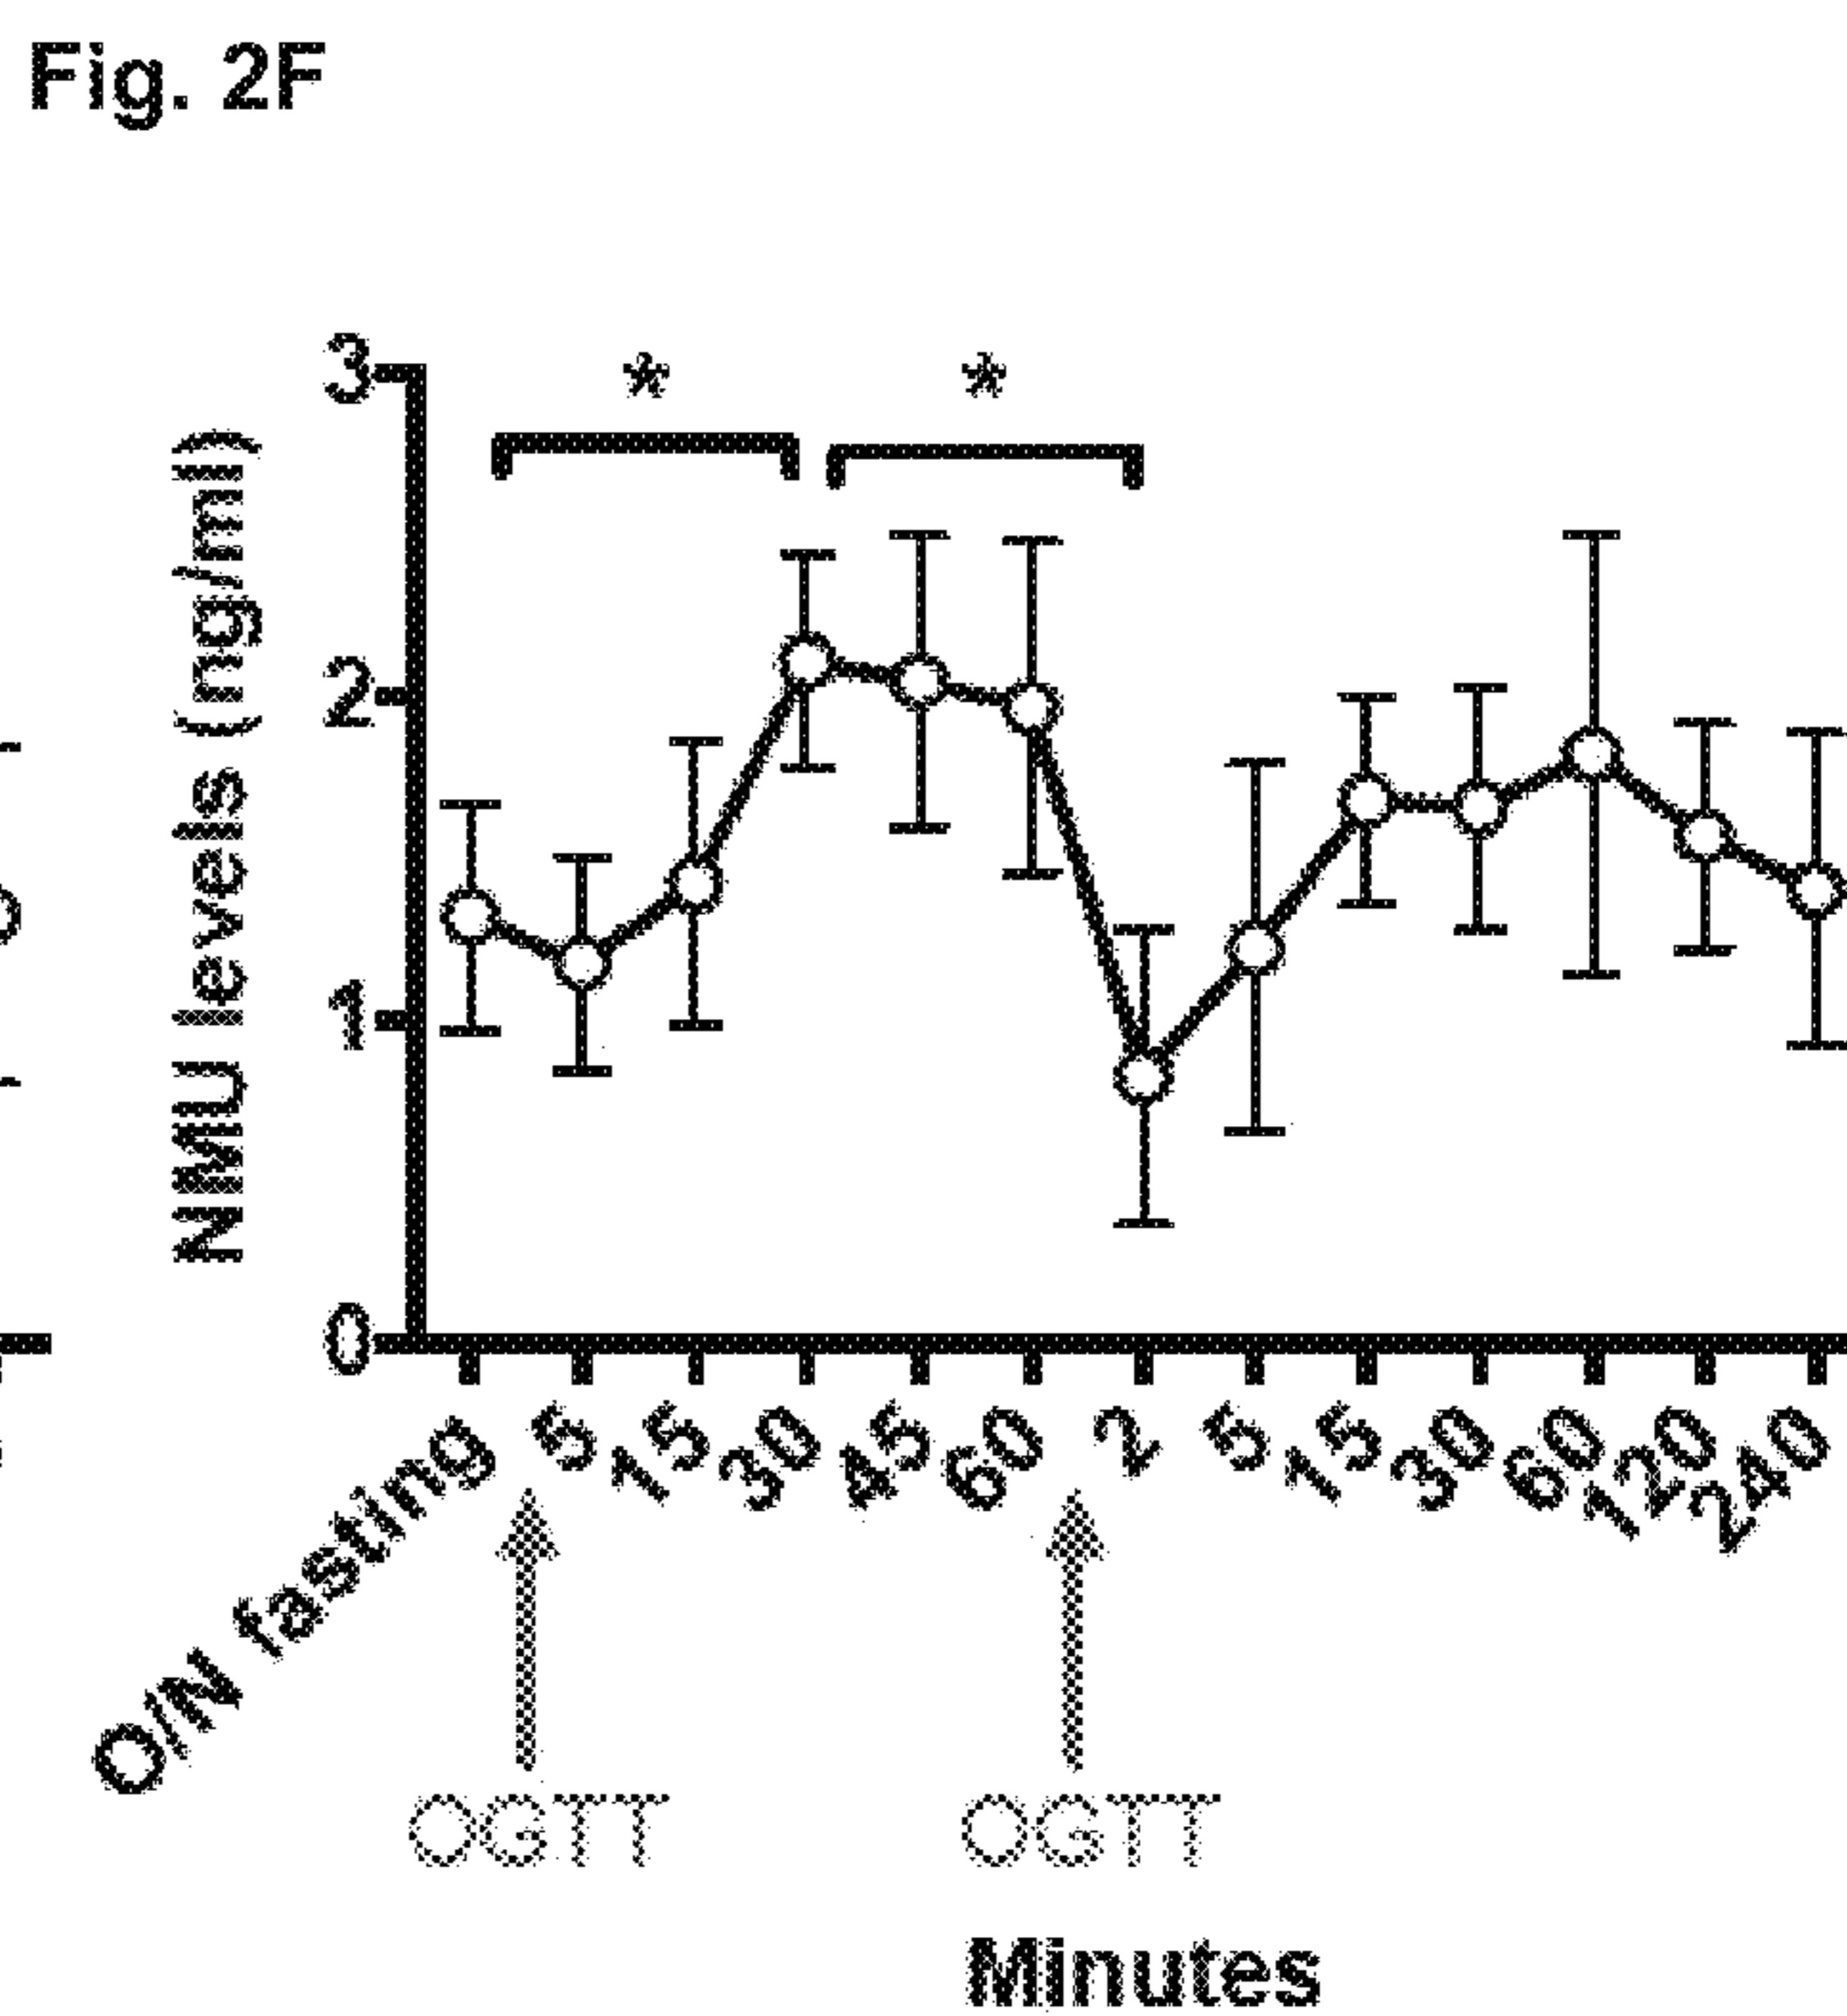 Fig. 2F
* *
NMU levels (mg/ml)
3
2
1
0
O/N fasting 5 15 30 45 60 2 5 15 30 60 120 240
OGTT OGTT
Minutes